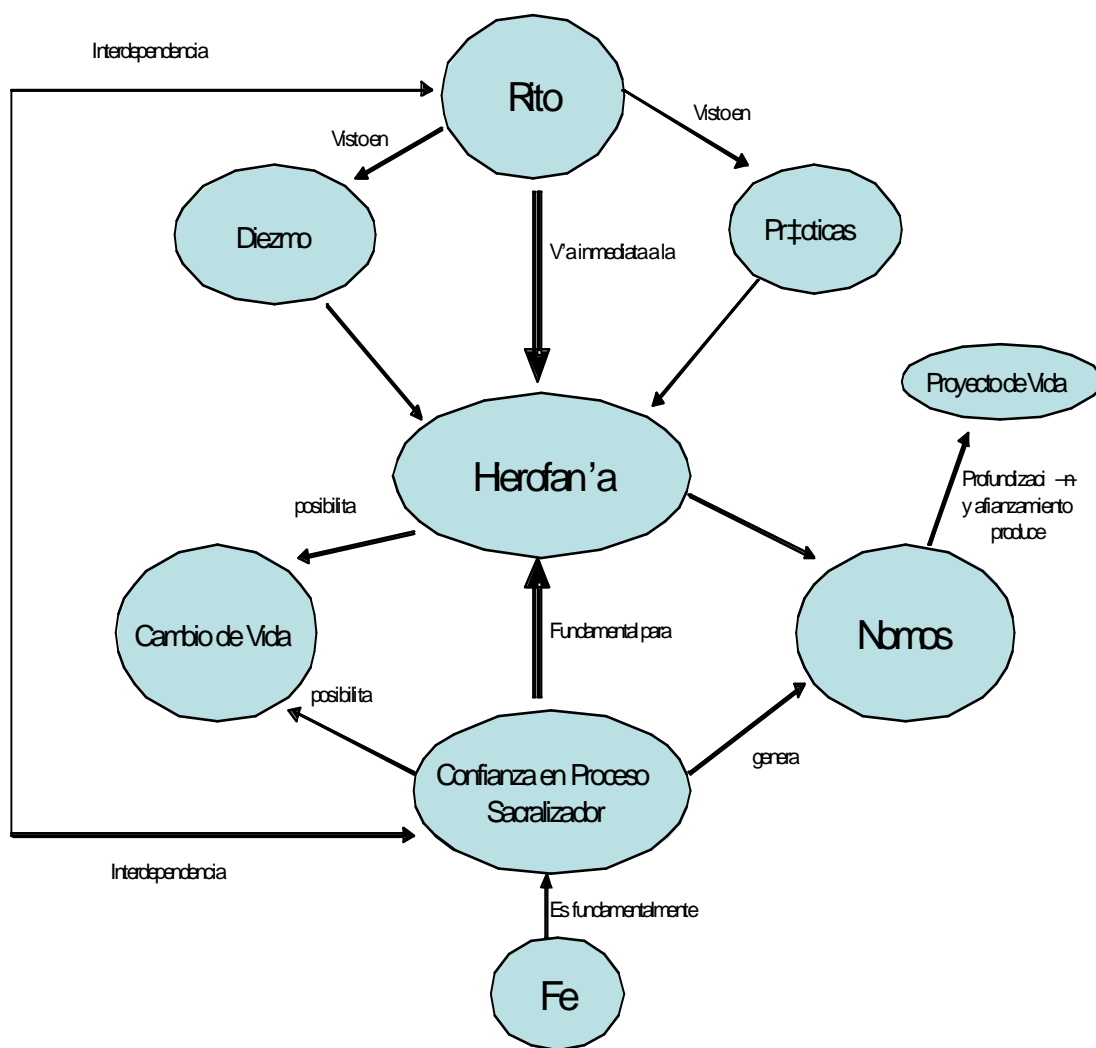 Interdependencia
Rito
Visto en
Visto en
Diezmo
Pr‡cticas
V’a inmediata a la
Proyecto de Vida
Hierofan’a
Profundizaci—n
y afianzamiento
produce
posibilita
Cambio de Vida
Fundamental para
Nomos
posibilita
genera
Confianza en Proceso
Sacralizador
Interdependencia
Es fundamentalmente
Fe